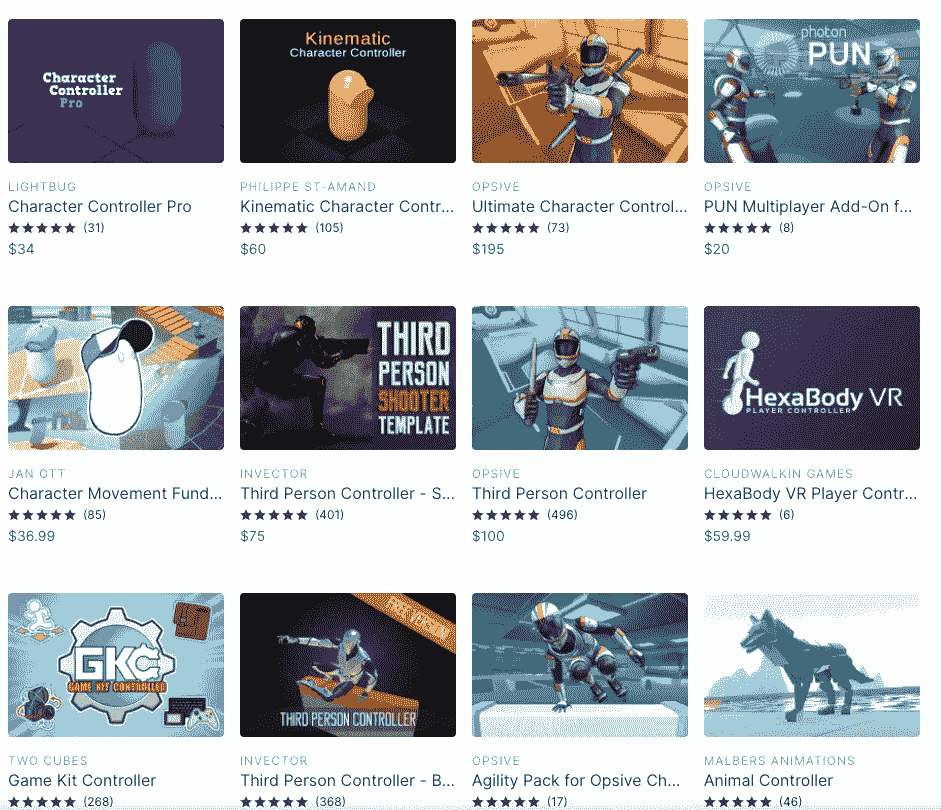 Character
Controller
Pro
LIGHTBUG
Character Controller Pro
(31)
$34
Kinematic
Character Controller
PHILIPPE ST-AMAND
Kinematic Character Contr...
(105)
$60
OPSIVE
Ultimate Character Control...
(73)
$195
photon
PUN
OPSIVE
PUN Multiplayer Add-On f...
(8)
$20
JAN OTT
Character Movement Fund...
(85)
$36.99
THIRD
PERSON
SHOOTER
TEMPLATE
INVECTOR
Third Person Controller - S...
(401)
$75
OPSIVE
Third Person Controller
(496)
$100
HexaBody VR
PLAYER CONTROLLER
CLOUDWALKIN GAMES
HexaBody VR Player Contr...
(6)
$59.99
GKC
GAME KIT CONTROLLER
TWO CUBES
Game Kit Controller
(268)
THIRD PERSON CONTROLLER
INVECTOR
Third Person Controller - B...
(368)
OPSIVE
Agility Pack for Opsive Ch...
(17)
MALBERS ANIMATIONS
Animal Controller
(46)